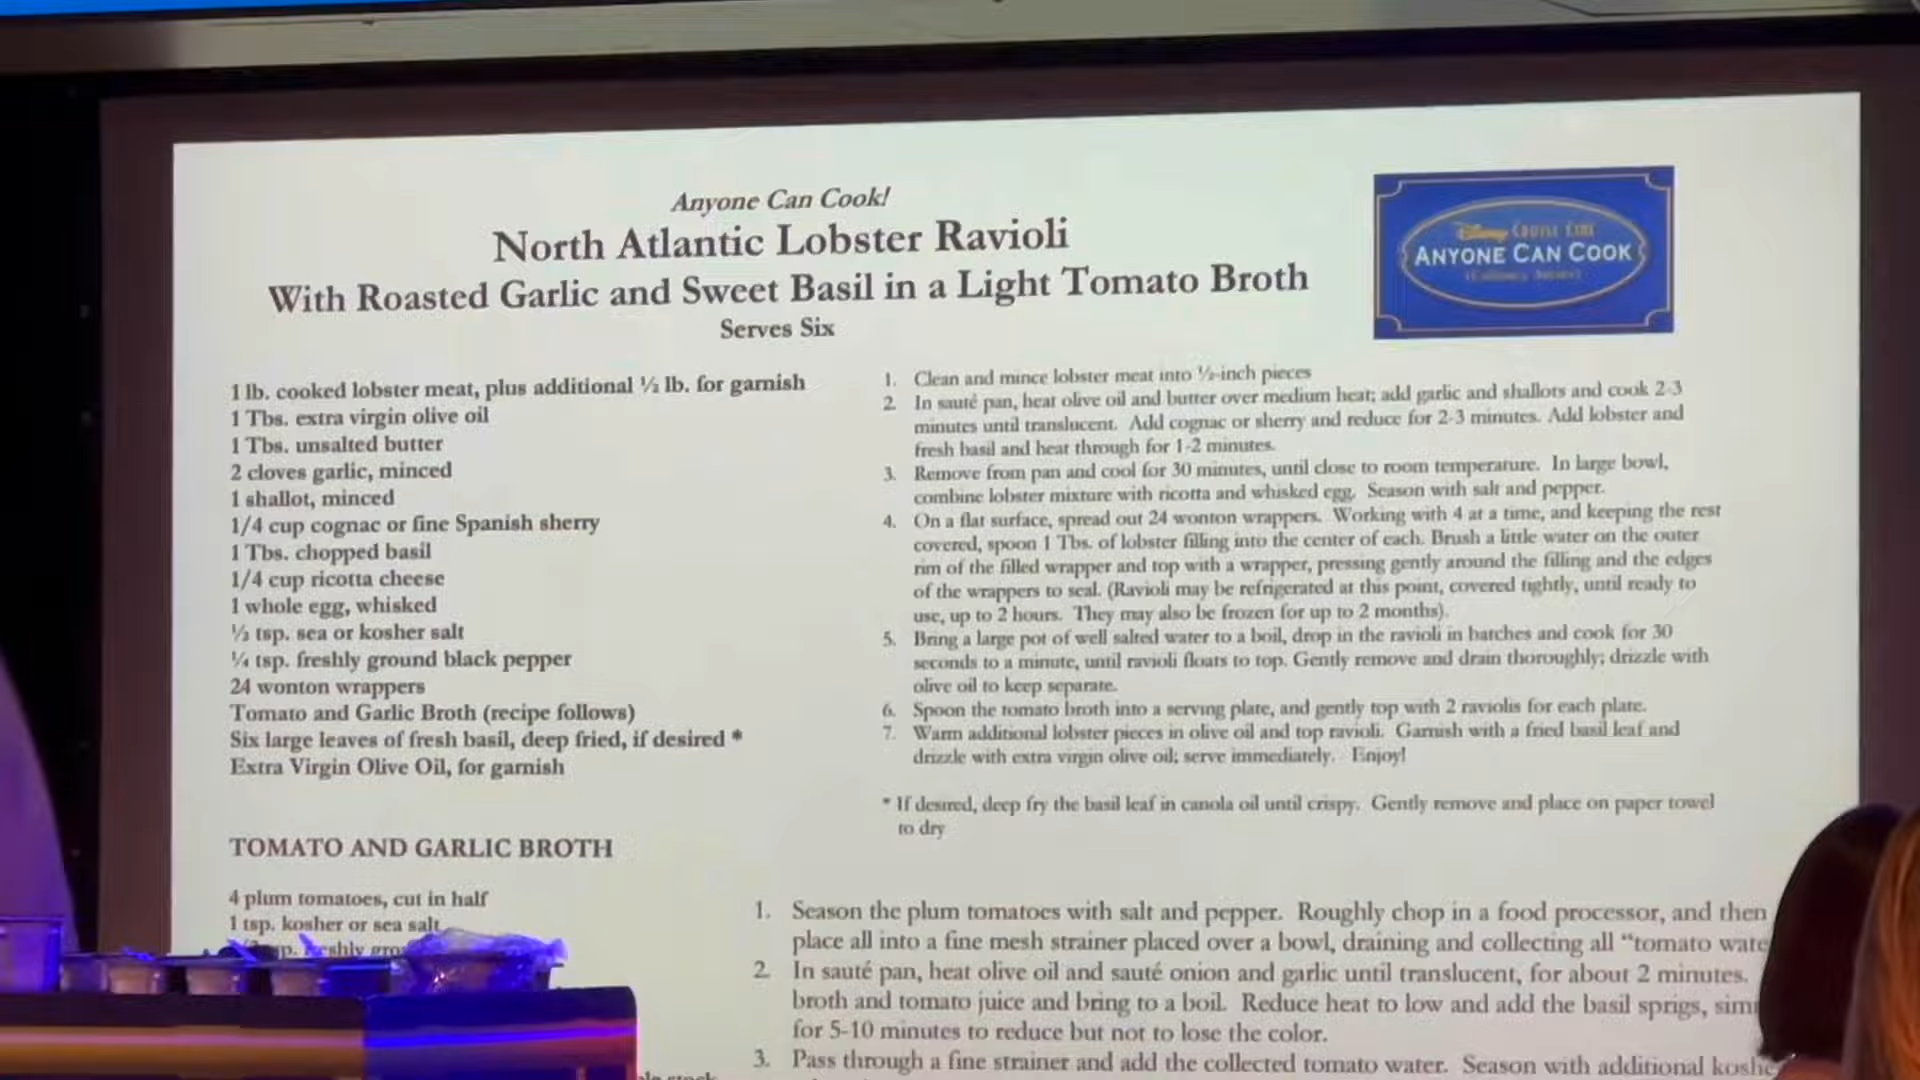 Anyone Can Cook!
North Atlantic Lobster Ravioli
With Roasted Garlic and Sweet Basil in a Light Tomato Broth
Serves Six
Disney Cruise Line
ANYONE CAN COOK
1 lb. cooked lobster meat, plus additional ½ lb. for garnish
1 Tbs. extra virgin olive oil
1 Tbs. unsalted butter
2 cloves garlic, minced
1 shallot, minced
1/4 cup cognac or fine Spanish sherry
1 Tbs. chopped basil
1/4 cup ricotta cheese
1 whole egg, whisked
½ tsp. sea or kosher salt
¼ tsp. freshly ground black pepper
24 wonton wrappers
Tomato and Garlic Broth (recipe follows)
Six large leaves of fresh basil, deep fried, if desired *
Extra Virgin Olive Oil, for garnish
1. Clean and mince lobster meat into ½-inch pieces
2. In sauté pan, heat olive oil and butter over medium heat; add garlic and shallots and cook 2-3
minutes until translucent. Add cognac or sherry and reduce for 2-3 minutes. Add lobster and
fresh basil and heat through for 1-2 minutes.
3. Remove from pan and cool for 30 minutes, until close to room temperature. In large bowl,
combine lobster mixture with ricotta and whisked egg. Season with salt and pepper.
4. On a flat surface, spread out 24 wonton wrappers. Working with 4 at a time, and keeping the rest
covered, spoon 1 Tbs. of lobster filling into the center of each. Brush a little water on the outer
rim of the filled wrapper and top with a wrapper, pressing gently around the filling and the edges
of the wrappers to seal. (Ravioli may be refrigerated at this point, covered tightly, until ready to
use, up to 2 hours. They may also be frozen for up to 2 months).
5. Bring a large pot of well salted water to a boil, drop in the ravioli in batches and cook for 30
seconds to a minute, until ravioli floats to top. Gently remove and drain thoroughly; drizzle with
olive oil to keep separate.
6. Spoon the tomato broth into a serving plate, and gently top with 2 raviolis for each plate.
7. Warm additional lobster pieces in olive oil and top ravioli. Garnish with a fried basil leaf and
drizzle with extra virgin olive oil; serve immediately. Enjoy!
* If desired, deep fry the basil leaf in canola oil until crispy. Gently remove and place on paper towel
to dry
TOMATO AND GARLIC BROTH
4 plum tomatoes, cut in half
1 tsp. kosher or sea salt
1. Season the plum tomatoes with salt and pepper. Roughly chop in a food processor, and then
place all into a fine mesh strainer placed over a bowl, draining and collecting all “tomato wate
2. In sauté pan, heat olive oil and sauté onion and garlic until translucent, for about 2 minutes.
broth and tomato juice and bring to a boil. Reduce heat to low and add the basil sprigs, sim
for 5-10 minutes to reduce but not to lose the color.
3. Pass through a fine strainer and add the collected tomato water. Season with additional koshe